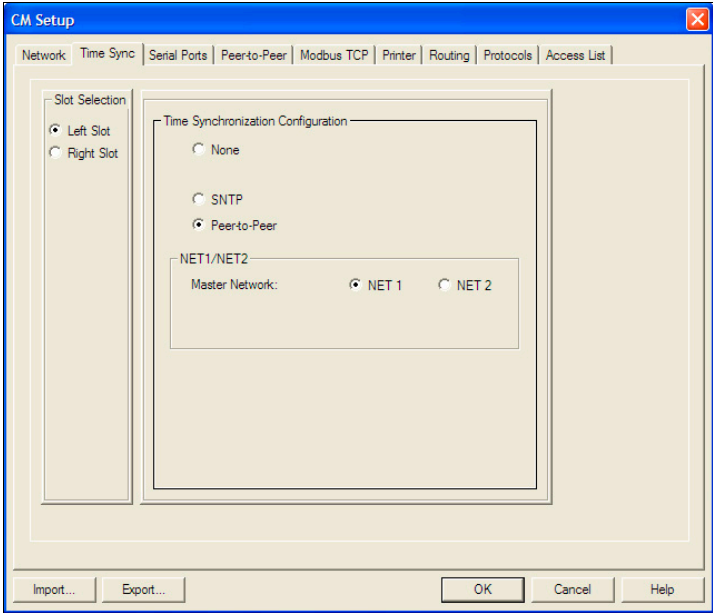 CM Setup
Network Time Sync Serial Ports Peer-to-Peer Modbus TCP Printer Routing Protocols Access List
Slot Selection
Left Slot
Right Slot
Time Synchronization Configuration
None
SNTP
Peer-to-Peer
NET1/NET2
Master Network: NET 1 NET 2
Import... Export... OK Cancel Help